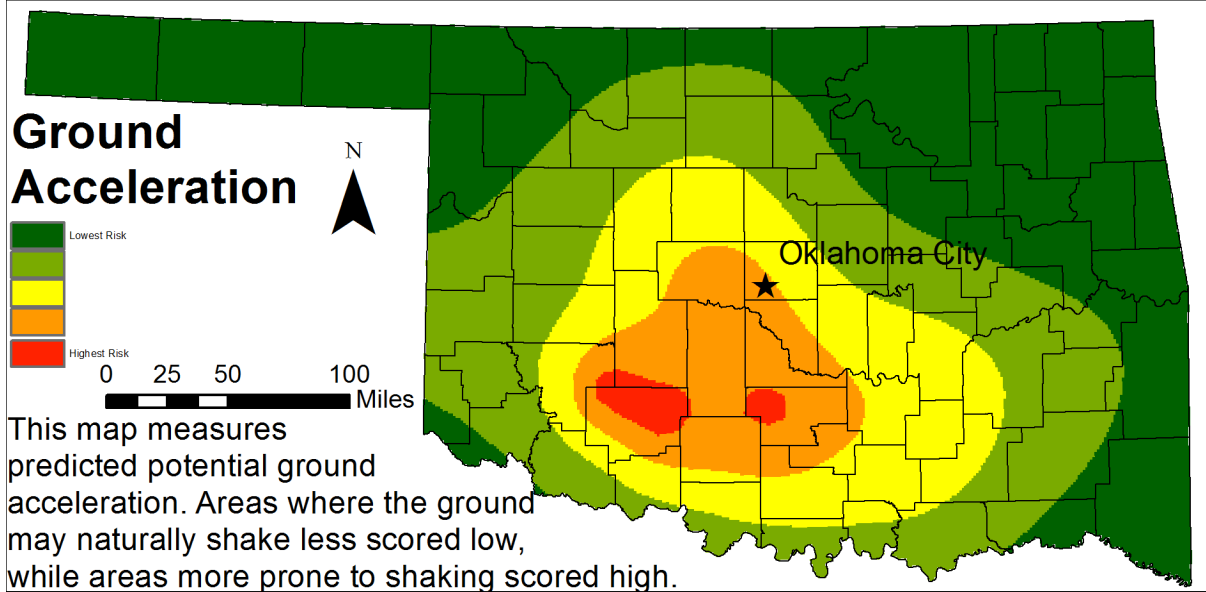 Ground
Acceleration
N
Oklahoma City
Lowest Risk
Highest Risk
0 25 50 100
Miles
This map measures
predicted potential ground
acceleration. Areas where the ground
may naturally shake less scored low,
while areas more prone to shaking scored high.